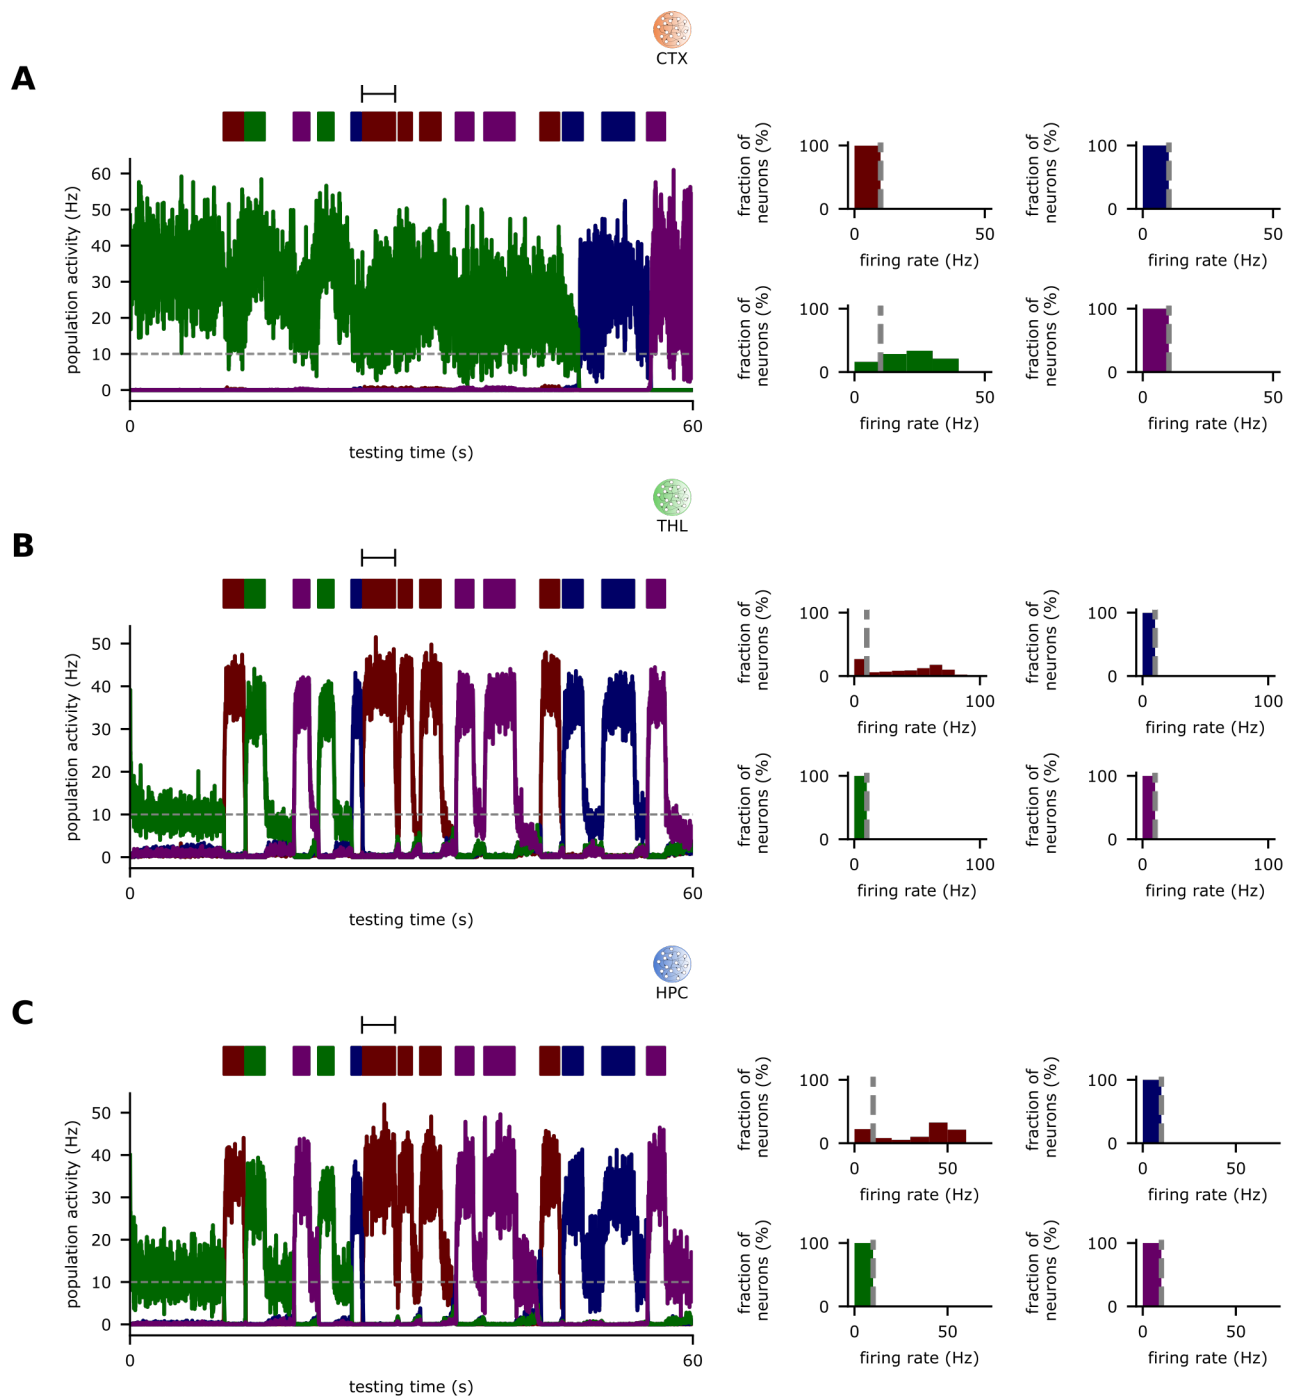 CTX
A
population activity (Hz)
60
50
40
30
20
10
0
0
60
testing time (s)
fraction of
neurons (%)
100
0
0
50
firing rate (Hz)
fraction of
neurons (%)
100
0
0
50
firing rate (Hz)
fraction of
neurons (%)
100
0
0
50
firing rate (Hz)
fraction of
neurons (%)
100
0
0
50
firing rate (Hz)
THL
B
population activity (Hz)
50
40
30
20
10
0
0
60
testing time (s)
fraction of
neurons (%)
100
0
0
100
firing rate (Hz)
fraction of
neurons (%)
100
0
0
100
firing rate (Hz)
fraction of
neurons (%)
100
0
0
100
firing rate (Hz)
fraction of
neurons (%)
100
0
0
100
firing rate (Hz)
HPC
C
population activity (Hz)
50
40
30
20
10
0
0
60
testing time (s)
fraction of
neurons (%)
100
0
0
50
firing rate (Hz)
fraction of
neurons (%)
100
0
0
50
firing rate (Hz)
fraction of
neurons (%)
100
0
0
50
firing rate (Hz)
fraction of
neurons (%)
100
0
0
50
firing rate (Hz)